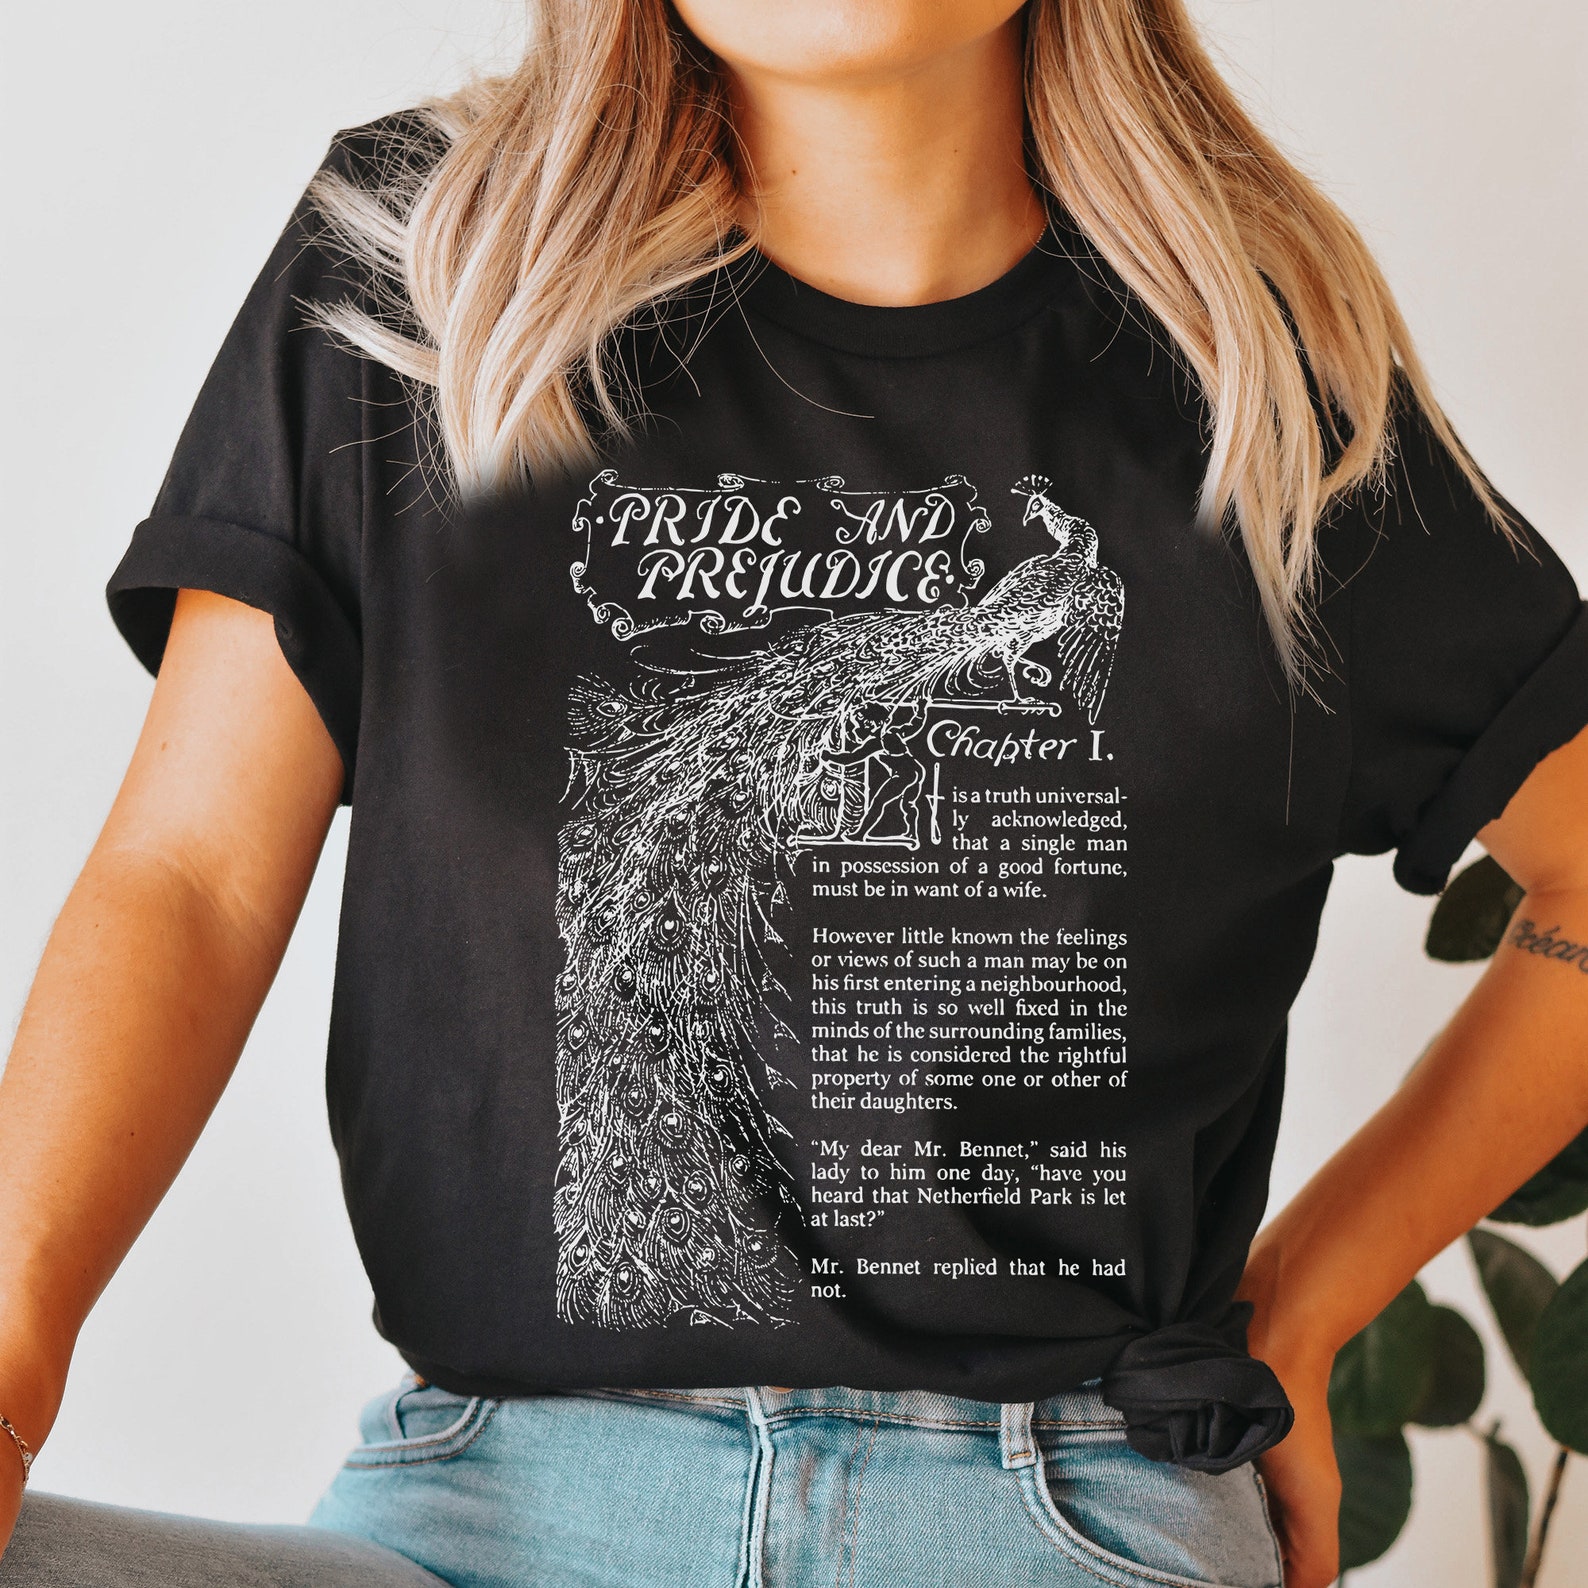 ·PRIDE AND
PREJUDICE·
Chapter I.
It is a truth universal-
ly acknowledged,
that a single man
in possession of a good fortune,
must be in want of a wife.
However little known the feelings
or views of such a man may be on
his first entering a neighbourhood,
this truth is so well fixed in the
minds of the surrounding families,
that he is considered the rightful
property of some one or other of
their daughters.
“My dear Mr. Bennet,” said his
lady to him one day, “have you
heard that Netherfield Park is let
at last?”
Mr. Bennet replied that he had
not.